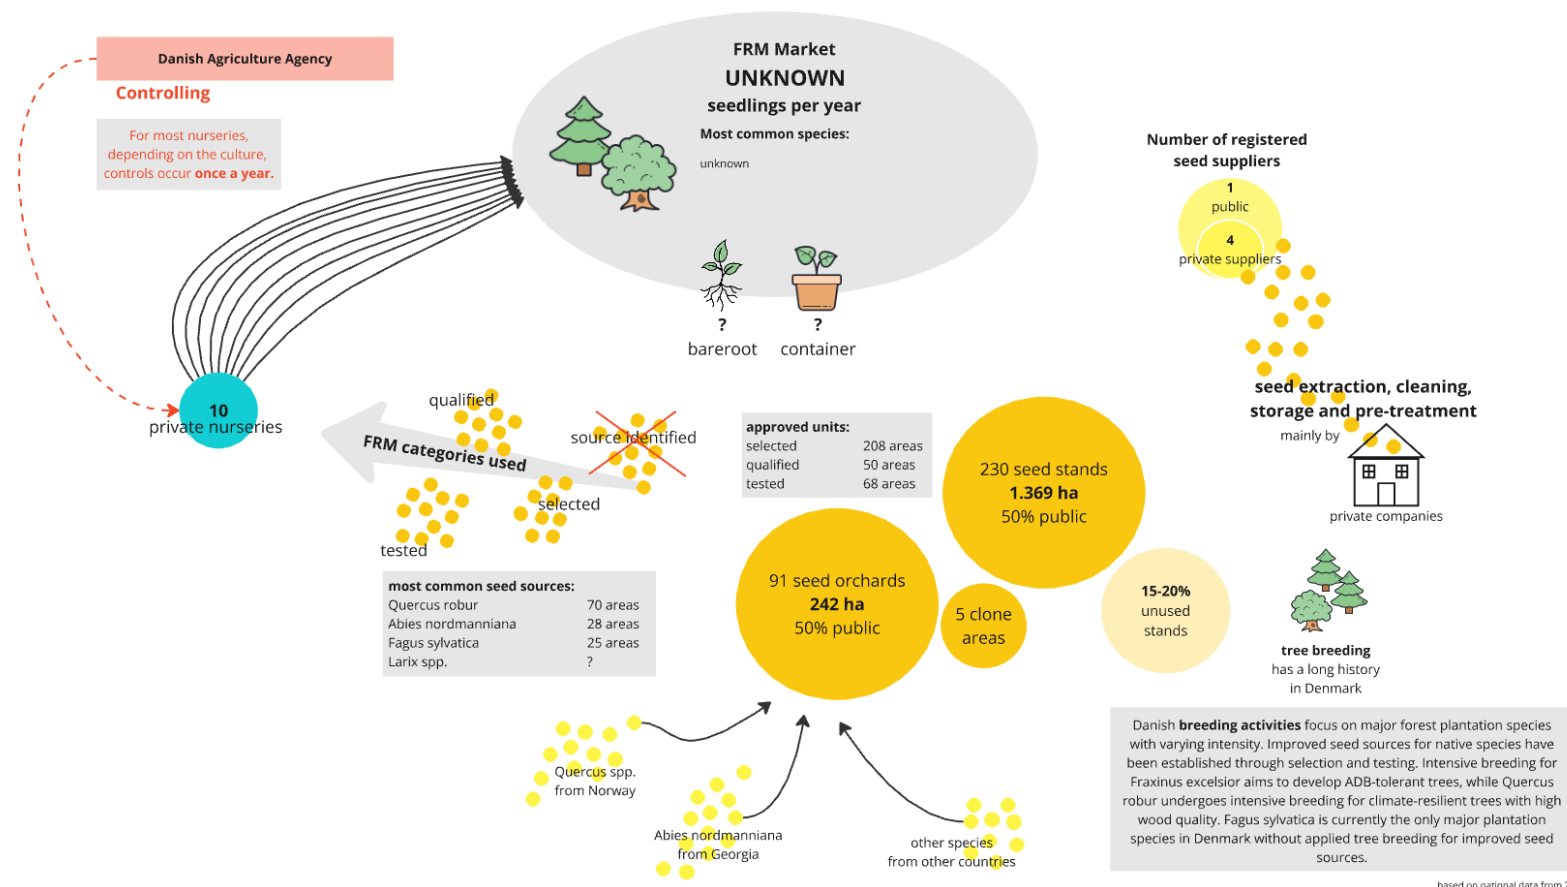 Danish Agriculture Agency
Controlling
For most nurseries,
depending on the culture,
controls occur once a year.
FRM Market
UNKNOWN
seedlings per year
Most common species:
unknown
?
bareroot
?
container
Number of registered
seed suppliers
1
public
4
private suppliers
seed extraction, cleaning,
storage and pre-treatment
mainly by
private companies
10
private nurseries
FRM categories used
qualified
source identified
selected
tested
approved units:
selected 208 areas
qualified 50 areas
tested 68 areas
230 seed stands
1.369 ha
50% public
91 seed orchards
242 ha
50% public
5 clone
areas
15-20%
unused
stands
most common seed sources:
Quercus robur 70 areas
Abies nordmanniana 28 areas
Fagus sylvatica 25 areas
Larix spp. ?
tree breeding
has a long history
in Denmark
Quercus spp.
from Norway
Abies nordmanniana
from Georgia
other species
from other countries
Danish breeding activities focus on major forest plantation species
with varying intensity. Improved seed sources for native species have
been established through selection and testing. Intensive breeding for
Fraxinus excelsior aims to develop ADB-tolerant trees, while Quercus
robur undergoes intensive breeding for climate-resilient trees with high
wood quality. Fagus sylvatica is currently the only major plantation
species in Denmark without applied tree breeding for improved seed
sources.
based on national data from